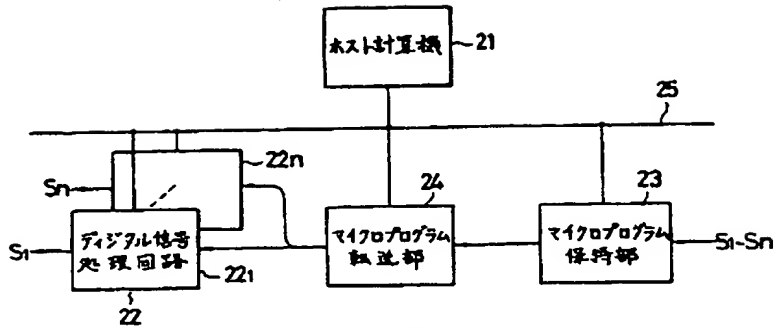 ホスト計算機
21
25
22n
Sn
24
23
ディジタル信号
処理回路
S1
221
22
マイクロプログラム
転送部
マイクロプログラム
保持部
S1~Sn